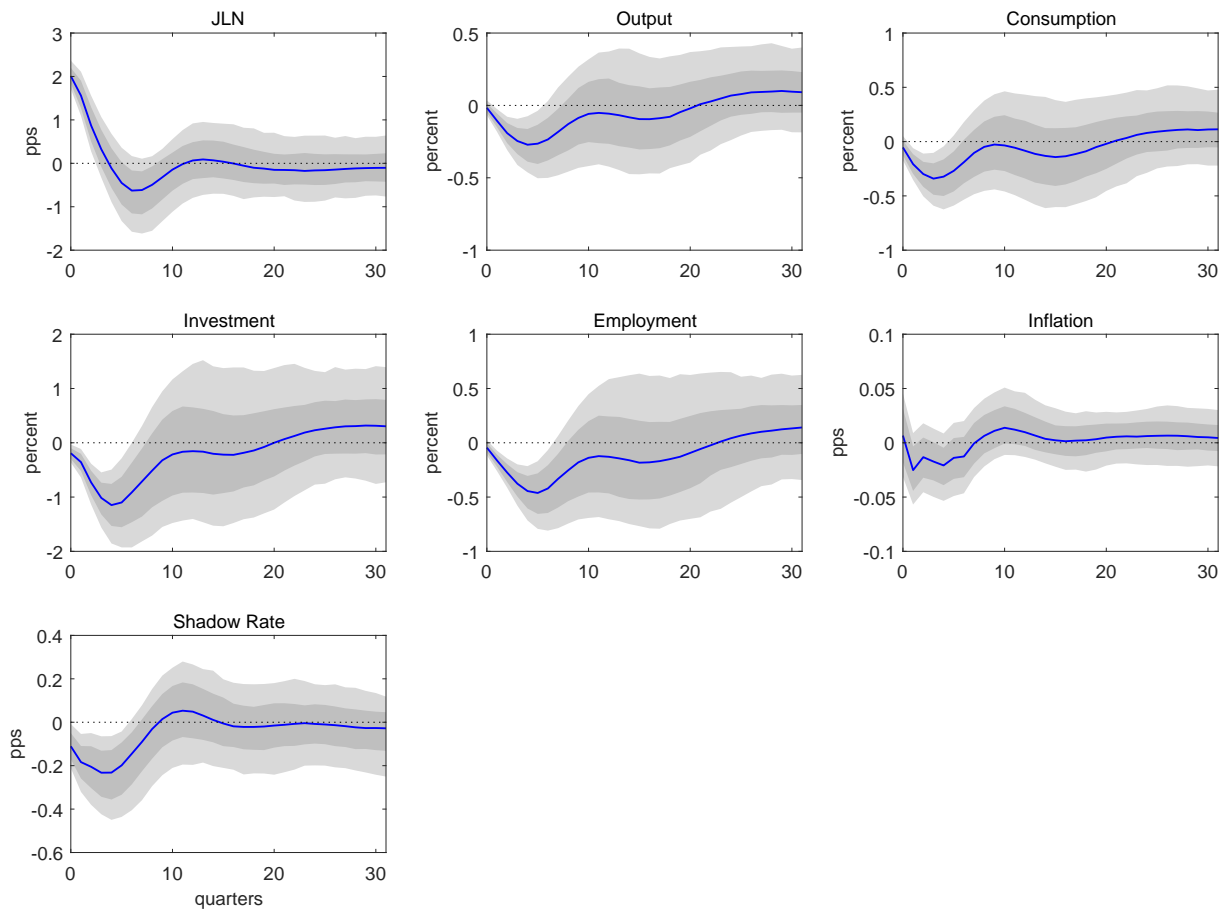 JLN
3
2
1
0
-1
-2
pps
0 10 20 30
Output
0.5
0
-0.5
-1
percent
0 10 20 30
Consumption
1
0.5
0
-0.5
-1
percent
0 10 20 30
Investment
2
1
0
-1
-2
percent
0 10 20 30
Employment
1
0.5
0
-0.5
-1
percent
0 10 20 30
Inflation
0.1
0.05
0
-0.05
-0.1
pps
0 10 20 30
Shadow Rate
0.4
0.2
0
-0.2
-0.4
-0.6
pps
0 10 20 30
quarters